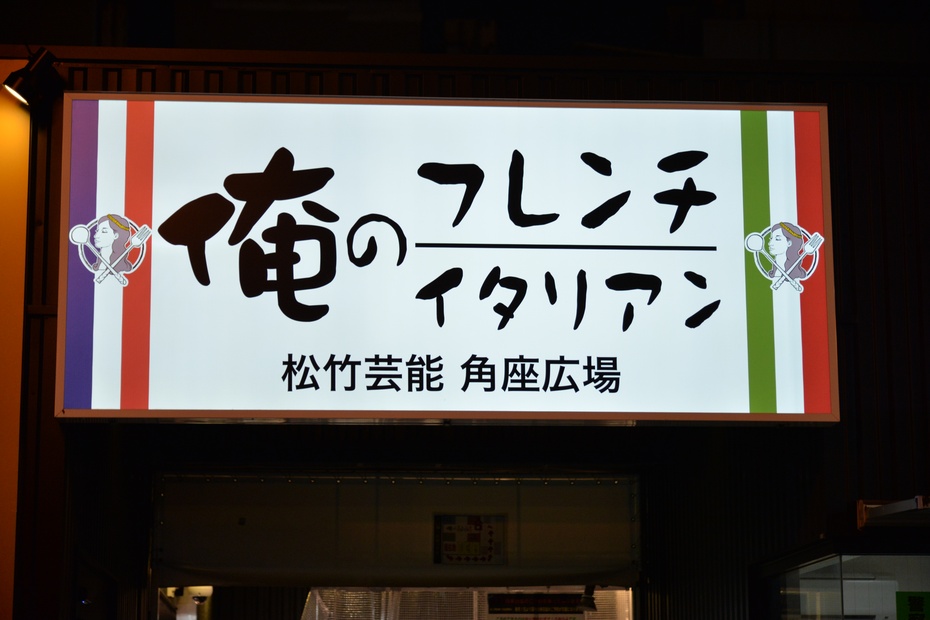 俺の
フレンチ
イタリアン
松竹芸能 角座広場